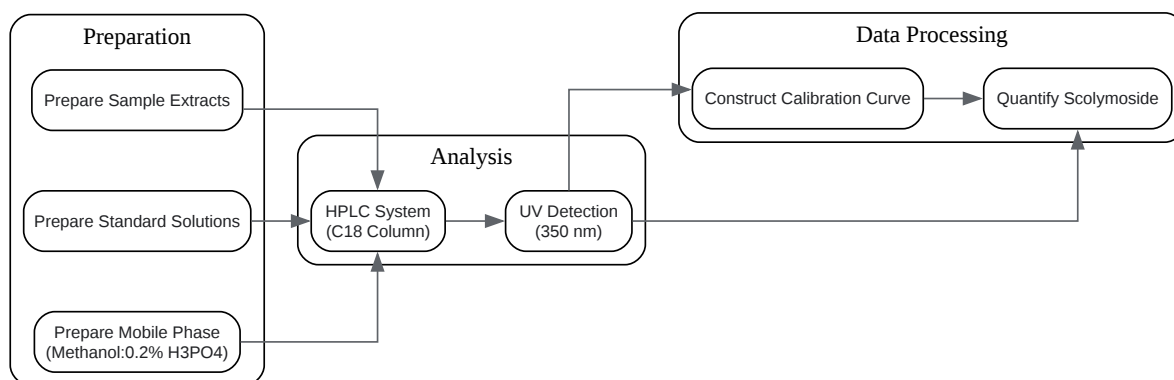 Preparation
Prepare Sample Extracts
Prepare Standard Solutions
Prepare Mobile Phase
(Methanol:0.2% H3PO4)
Analysis
HPLC System
(C18 Column)
UV Detection
(350 nm)
Data Processing
Construct Calibration Curve
Quantify Scolymoside